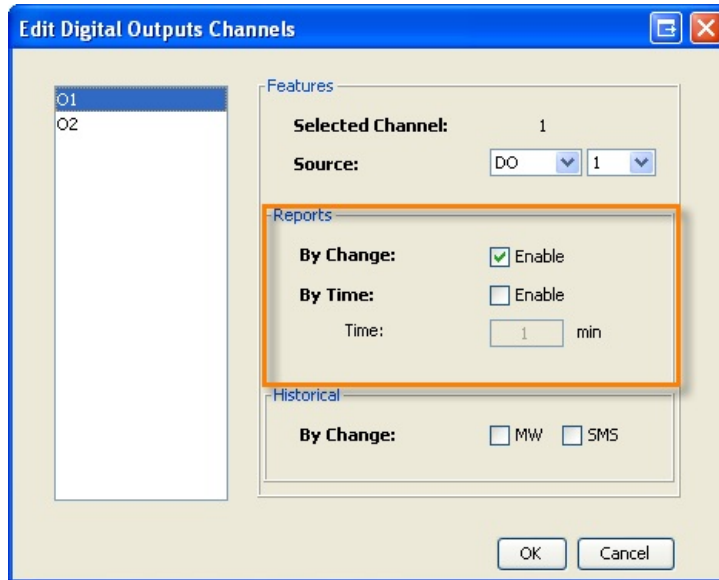 Edit Digital Outputs Channels
O1
O2
Features
Selected Channel: 1
Source: DO 1
Reports
By Change: Enable
By Time: Enable
Time: 1 min
Historical
By Change: MW SMS
OK Cancel